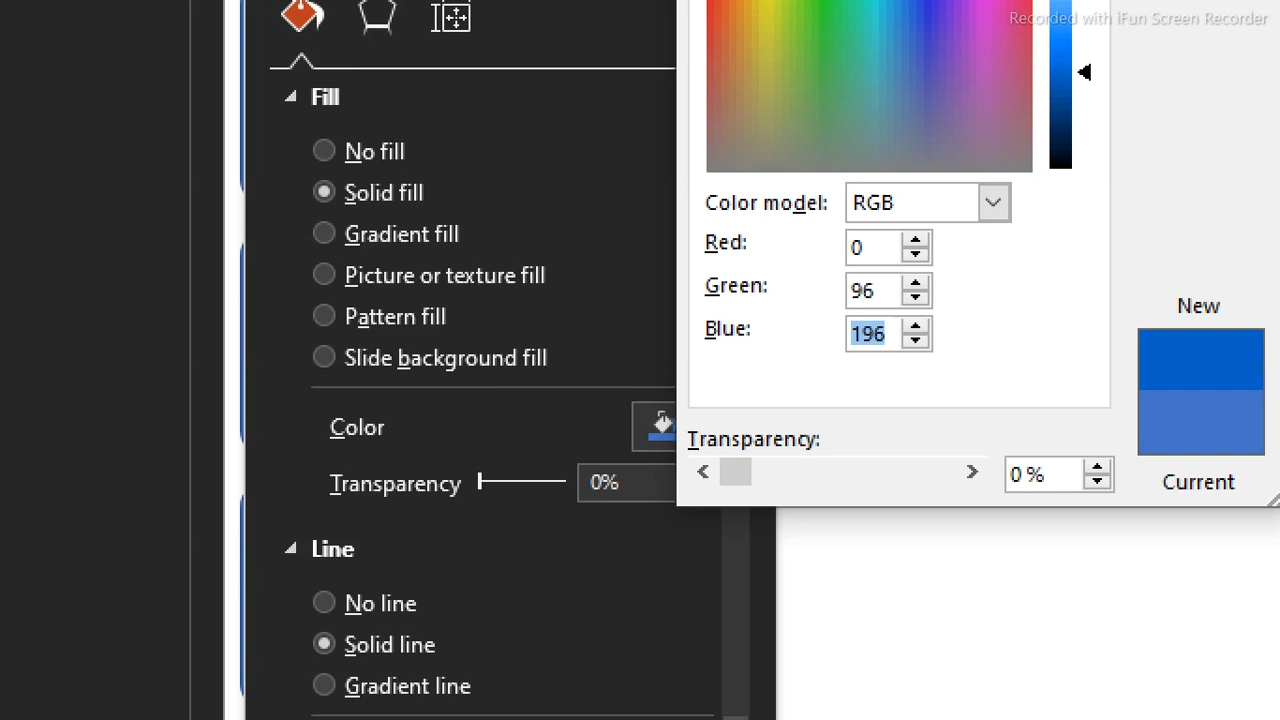 Recorded with iFun Screen Recorder
Fill
No fill
Solid fill
Gradient fill
Picture or texture fill
Pattern fill
Slide background fill
Color
Transparency 0%
Line
No line
Solid line
Gradient line
Color model: RGB
Red: 0
Green: 96
Blue: 196
New
Current
Transparency:
0 %